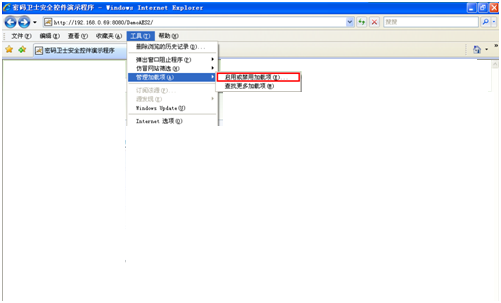 密码卫士安全控件演示程序 - Windows Internet Explorer
http://192.168.0.69:8080/DemoAES2/
搜搜
文件(F) 编辑(E) 查看(V) 收藏夹(A) 工具(T) 帮助(H)
密码卫士安全控件演示程序
删除浏览的历史记录(D)...
弹出窗口阻止程序(P)
仿冒网站筛选(H)
管理加载项(A)
启用或禁用加载项(E)
查找更多加载项(M)
订阅该源(F)...
源发现(I)
Windows Update(U)
Internet 选项(O)